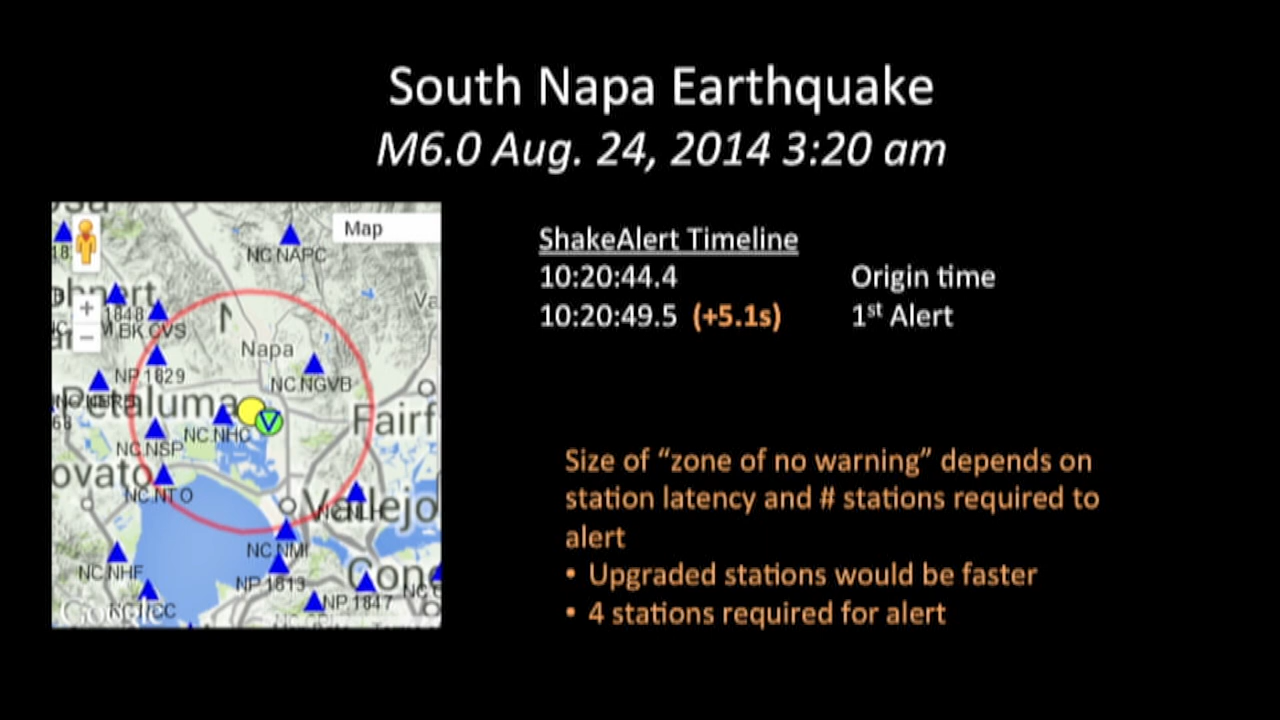 South Napa Earthquake
M6.0 Aug. 24, 2014 3:20 am
Map
NC.NAPC
1848
BK CVS
Napa
NP 1829
NC.NGVB
Petaluma
Fairf
NC.NHC
NC.NSP
ovato
NC.NTO
Vallejo
NC.NMI
NC.NHF
NP 1813
Conc
NP 1847
ShakeAlert Timeline
10:20:44.4 Origin time
10:20:49.5 (+5.1s) 1st Alert
Size of “zone of no warning” depends on
station latency and # stations required to
alert
• Upgraded stations would be faster
• 4 stations required for alert